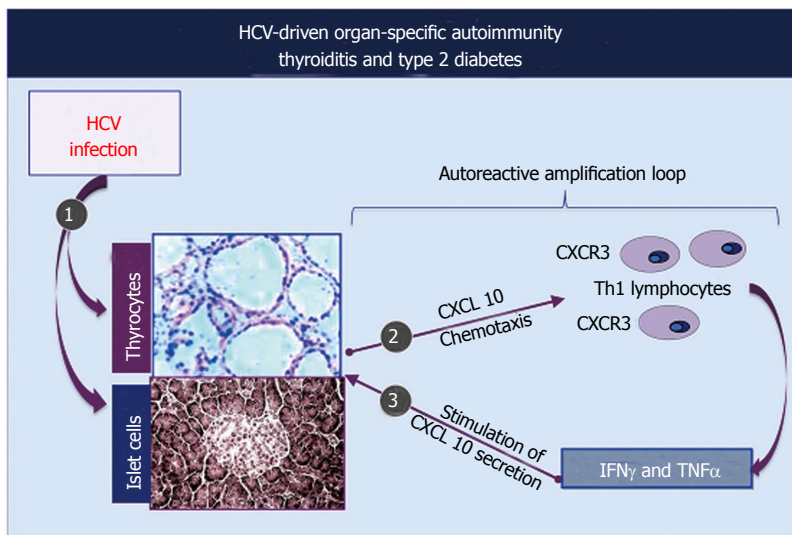 HCV-driven organ-specific autoimmunity
thyroiditis and type 2 diabetes
HCV
infection
1
Autoreactive amplification loop
Thyrocytes
Islet cells
2
CXCL 10
Chemotaxis
CXCR3
Th1 lymphocytes
CXCR3
3
Stimulation of
CXCL 10 secretion
IFNγ and TNFα